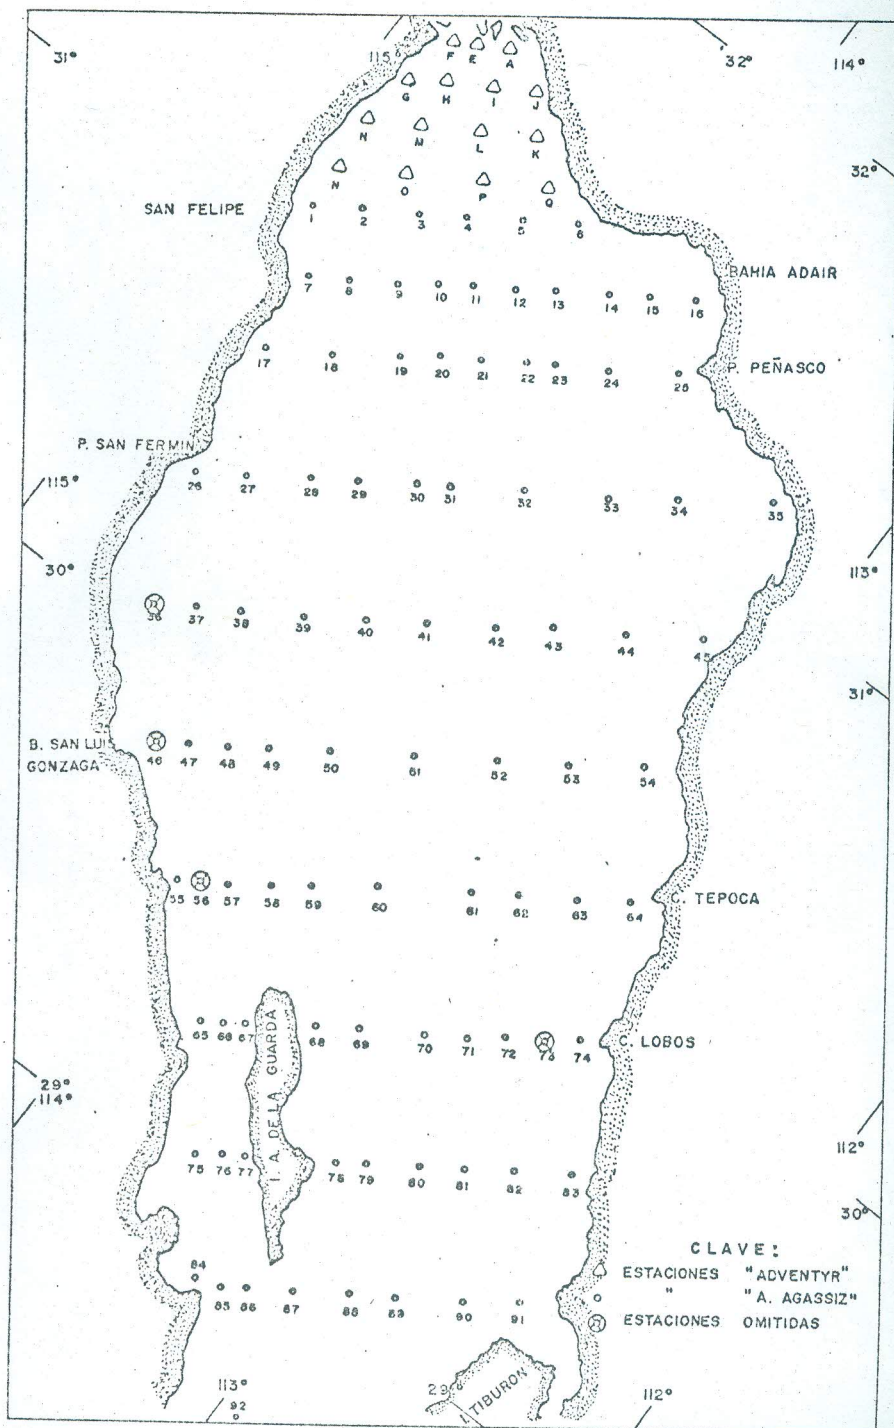 31° 115° 32° 114°
F E A
G H I J
N M L K
32°
N O P Q
SAN FELIPE
1 2 3 4 5 6
BAHIA ADAIR
7 8 9 10 11 12 13 14 15 16
P. PEÑASCO
17 18 19 20 21 22 23 24 25
P. SAN FERMIN
26 27 28 29 30 31 32 33 34 35
115°
30°
113°
36 37 38 39 40 41 42 43 44 45
31°
B. SAN LUIS
GONZAGA
46 47 48 49 50 51 52 53 54
55 56 57 58 59 60 61 62 63 64
C. TEPOCA
65 66 67 68 69 70 71 72 73 74
C. LOBOS
I. A. DE LA GUARDA
29°
114°
112°
75 76 77 78 79 80 81 82 83
30°
84
85 86 87 88 89 90 91
CLAVE:
ESTACIONES "ADVENTYR"
" "A. AGASSIZ"
ESTACIONES OMITIDAS
I. TIBURON
113° 29° 112°
92